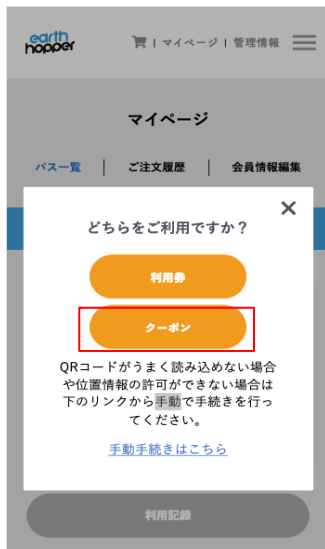 earth
hopper
| マイページ | 管理情報
マイページ
パス一覧 | ご注文履歴 | 会員情報編集
どちらをご利用ですか？
利用券
クーポン
QRコードがうまく読み込めない場合
や位置情報の許可ができない場合は
下のリンクから手動で手続きを行っ
てください。
手動手続きはこちら
利用記録